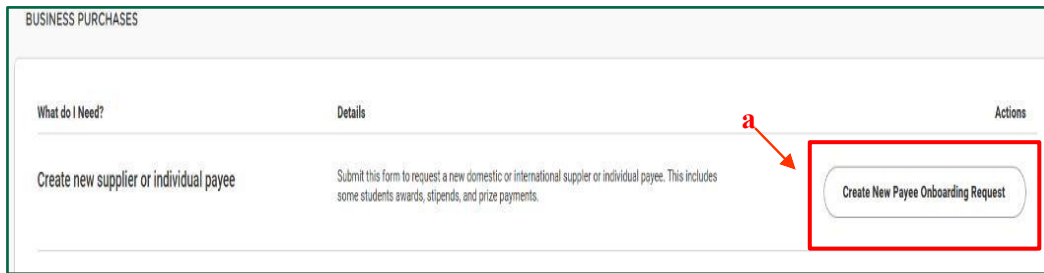 BUSINESS PURCHASES
What do I Need?
Details
Actions
a
Create new supplier or individual payee
Submit this form to request a new domestic or international suppler or individual payee. This includes
some students awards, stipends, and prize payments.
Create New Payee Onboarding Request